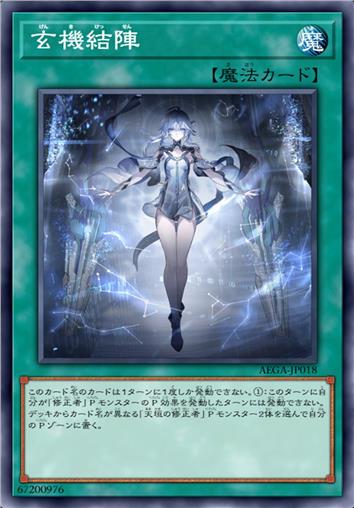 玄機結陣
魔
【魔法カード】
AEGA-JP018
このカード名のカードは1ターンに1度しか発動できない。①:このターンに自
分が「修正者」PモンスターのP効果を発動したターンには発動できない。
デッキからカード名が異なる「天垣の修正者」Pモンスター2体を選んで自分
のPゾーンに置く。
67200976